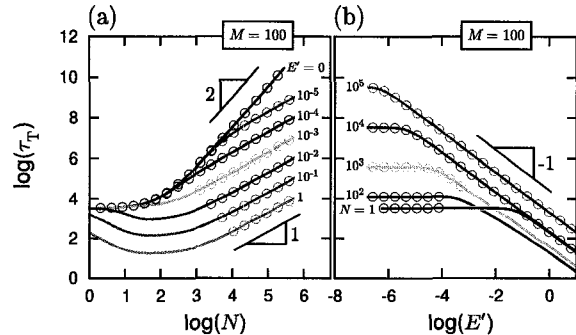 (a)
M = 100
(b)
M = 100
12
10
8
6
4
2
0
log(τ_T)
2
E' = 0
10⁻⁵
10⁻⁴
10⁻³
10⁻²
10⁻¹
1
1
10⁵
10⁴
10³
10²
N = 1
-1
0 1 2 3 4 5 6 7
-8 -6 -4 -2 0
log(N)
log(E')